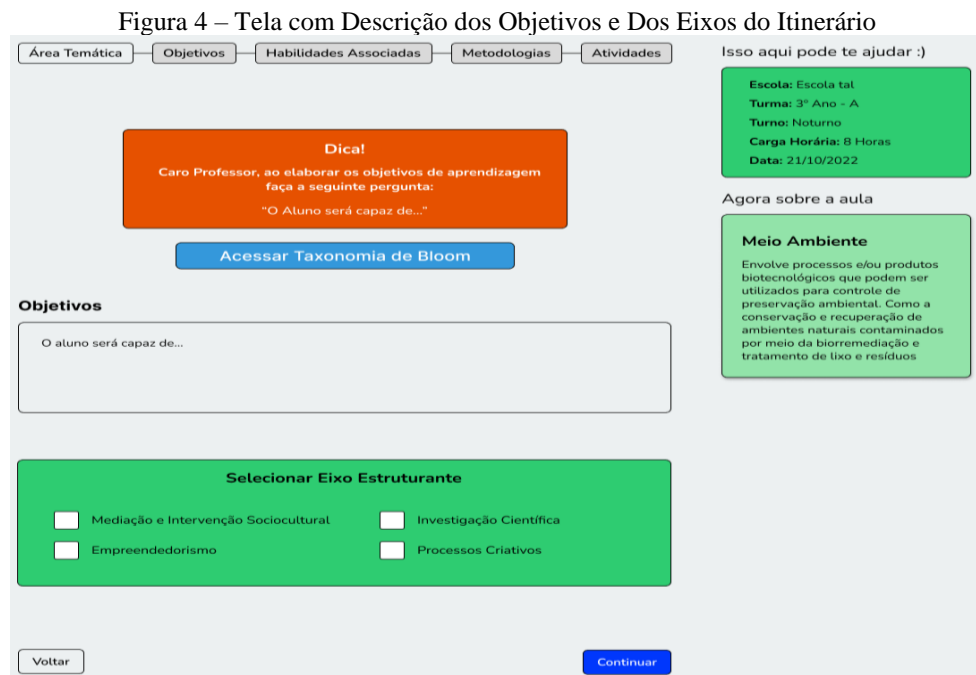 Figura 4 – Tela com Descrição dos Objetivos e Dos Eixos do Itinerário
Área Temática
Objetivos
Habilidades Associadas
Metodologias
Atividades
Dica!
Caro Professor, ao elaborar os objetivos de aprendizagem
faça a seguinte pergunta:
"O Aluno será capaz de..."
Acessar Taxonomia de Bloom
Objetivos
O aluno será capaz de...
Selecionar Eixo Estruturante
Mediação e Intervenção Sociocultural
Investigação Científica
Empreendedorismo
Processos Criativos
Voltar
Continuar
Isso aqui pode te ajudar :)
Escola: Escola tal
Turma: 3° Ano - A
Turno: Noturno
Carga Horária: 8 Horas
Data: 21/10/2022
Agora sobre a aula
Meio Ambiente
Envolve processos e/ou produtos
biotecnológicos que podem ser
utilizados para controle de
preservação ambiental. Como a
conservação e recuperação de
ambientes naturais contaminados
por meio da biorremediação e
tratamento de lixo e resíduos